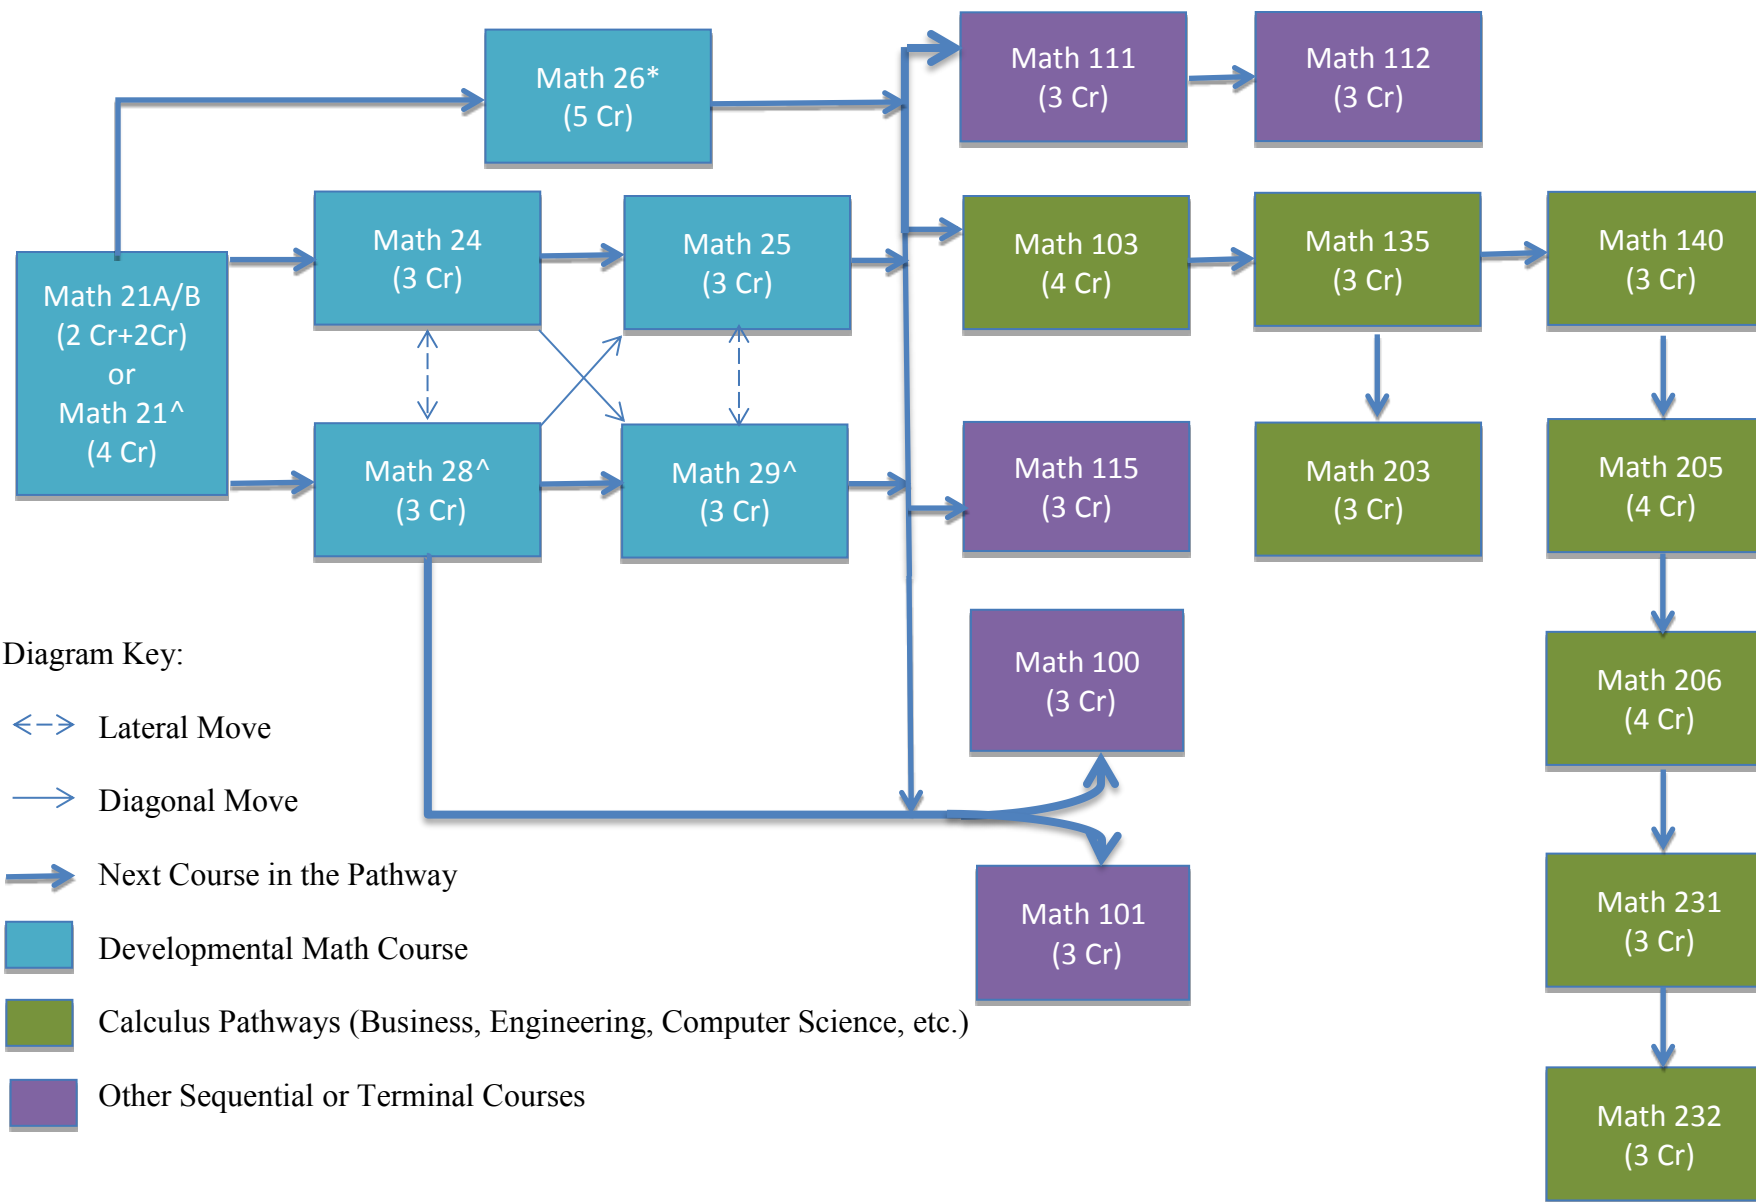 Math 26*
(5 Cr)
Math 111
(3 Cr)
Math 112
(3 Cr)
Math 24
(3 Cr)
Math 25
(3 Cr)
Math 103
(4 Cr)
Math 135
(3 Cr)
Math 140
(3 Cr)
Math 21A/B
(2 Cr+2Cr)
or
Math 21^
(4 Cr)
Math 28^
(3 Cr)
Math 29^
(3 Cr)
Math 115
(3 Cr)
Math 203
(3 Cr)
Math 205
(4 Cr)
Math 100
(3 Cr)
Math 206
(4 Cr)
Math 101
(3 Cr)
Math 231
(3 Cr)
Math 232
(3 Cr)
Diagram Key:
Lateral Move
Diagonal Move
Next Course in the Pathway
Developmental Math Course
Calculus Pathways (Business, Engineering, Computer Science, etc.)
Other Sequential or Terminal Courses